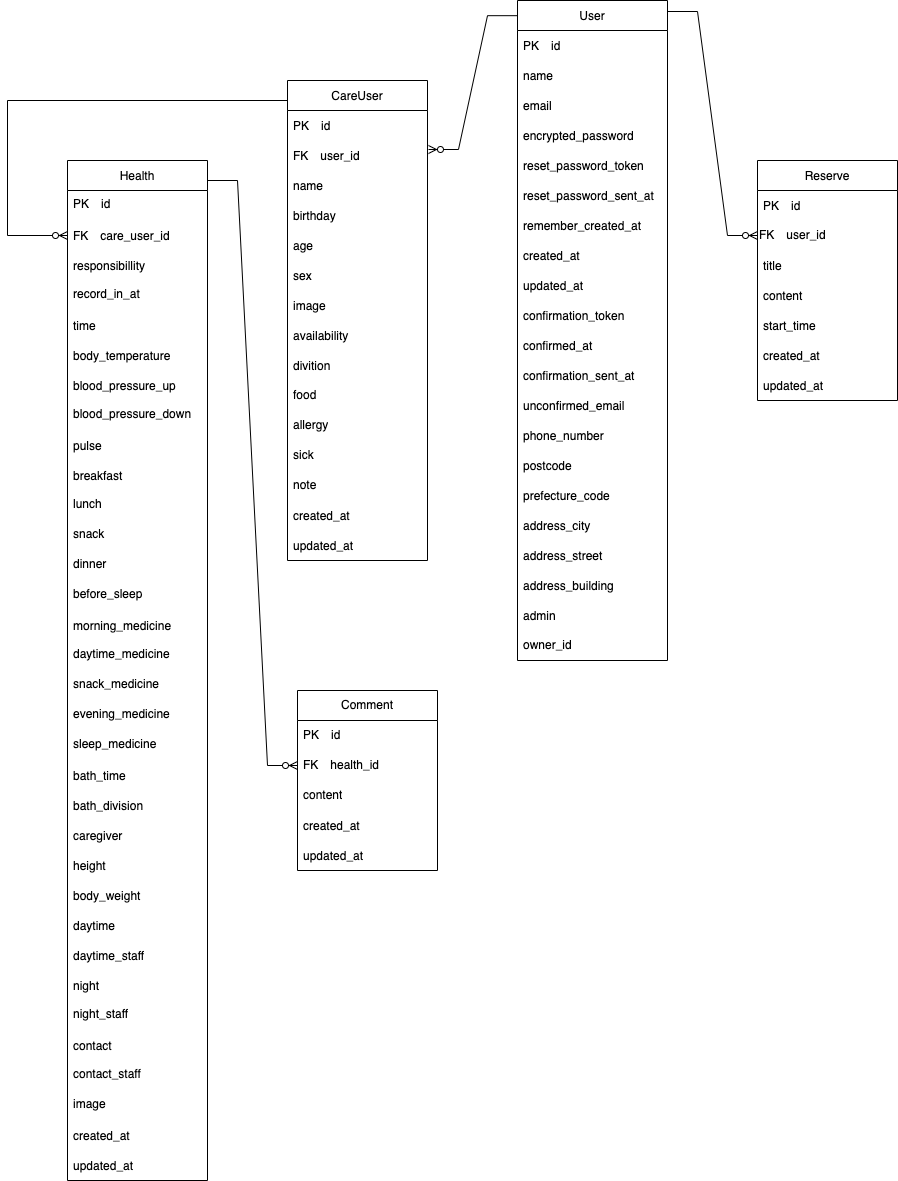 User
PK id
name
email
encrypted_password
reset_password_token
reset_password_sent_at
remember_created_at
created_at
updated_at
confirmation_token
confirmed_at
confirmation_sent_at
unconfirmed_email
phone_number
postcode
prefecture_code
address_city
address_street
address_building
admin
owner_id
CareUser
PK id
FK user_id
name
birthday
age
sex
image
availability
divition
food
allergy
sick
note
created_at
updated_at
Health
PK id
FK care_user_id
responsibillity
record_in_at
time
body_temperature
blood_pressure_up
blood_pressure_down
pulse
breakfast
lunch
snack
dinner
before_sleep
morning_medicine
daytime_medicine
snack_medicine
evening_medicine
sleep_medicine
bath_time
bath_division
caregiver
height
body_weight
daytime
daytime_staff
night
night_staff
contact
contact_staff
image
created_at
updated_at
Reserve
PK id
FK user_id
title
content
start_time
created_at
updated_at
Comment
PK id
FK health_id
content
created_at
updated_at